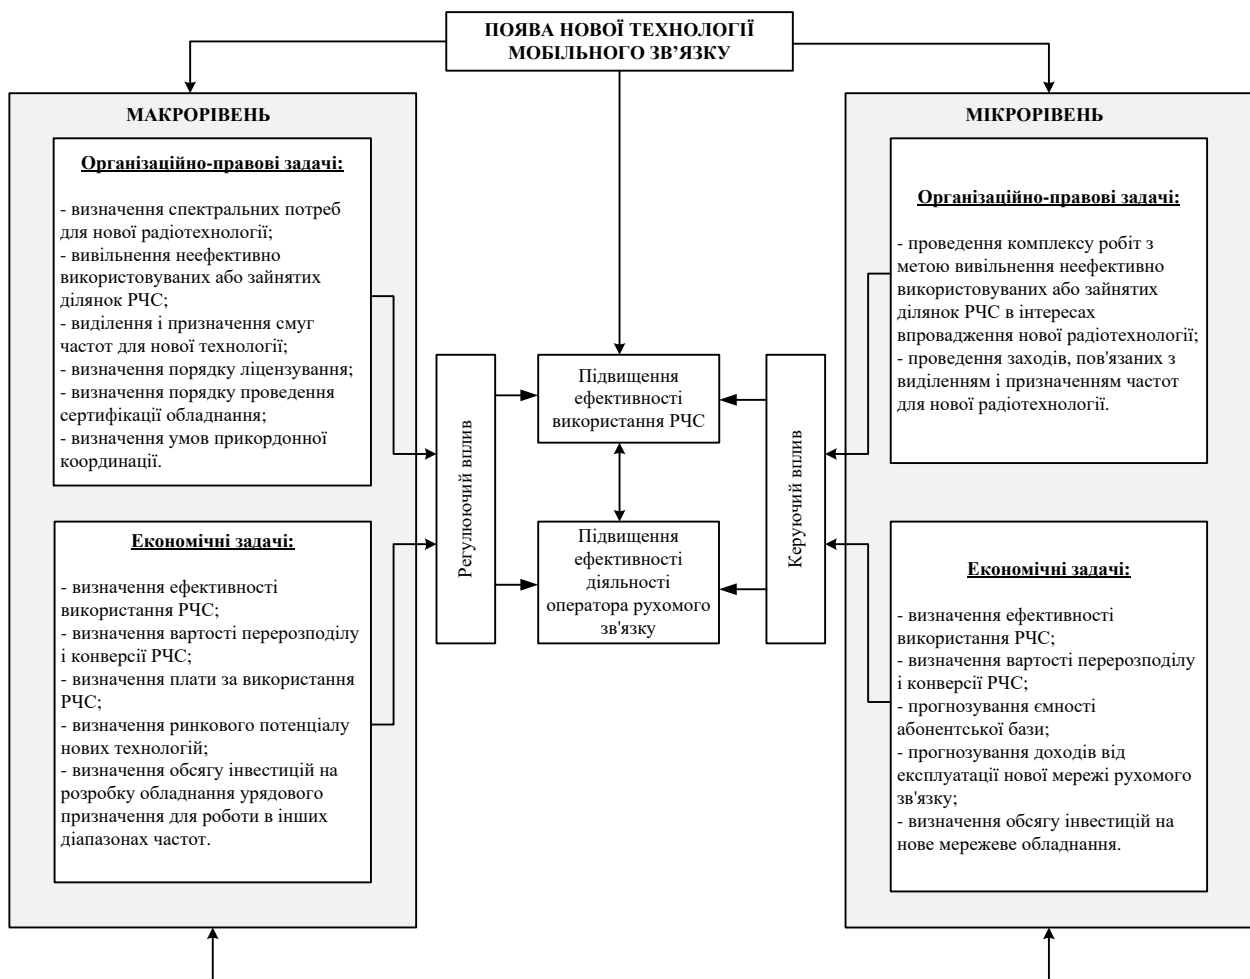 ПОЯВА НОВОЇ ТЕХНОЛОГІЇ
МОБІЛЬНОГО ЗВ’ЯЗКУ
МАКРОРІВЕНЬ
Організаційно-правові задачі:
- визначення спектральних потреб
для нової радіотехнології;
- вивільнення неефективно
використовуваних або зайнятих
ділянок РЧС;
- виділення і призначення смуг
частот для нової технології;
- визначення порядку ліцензування;
- визначення порядку проведення
сертифікації обладнання;
- визначення умов прикордонної
координації.
Економічні задачі:
- визначення ефективності
використання РЧС;
- визначення вартості перерозподілу
і конверсії РЧС;
- визначення плати за використання
РЧС;
- визначення ринкового потенціалу
нових технологій;
- визначення обсягу інвестицій на
розробку обладнання урядового
призначення для роботи в інших
діапазонах частот.
Регулюючий вплив
Підвищення
ефективності
використання РЧС
Підвищення
ефективності
діяльності
оператора рухомого
зв'язку
Керуючий вплив
МІКРОРІВЕНЬ
Організаційно-правові задачі:
- проведення комплексу робіт з
метою вивільнення неефективно
використовуваних або зайнятих
ділянок РЧС в інтересах
впровадження нової радіотехнології;
- проведення заходів, пов'язаних з
виділенням і призначенням частот
для нової радіотехнології.
Економічні задачі:
- визначення ефективності
використання РЧС;
- визначення вартості перерозподілу
і конверсії РЧС;
- прогнозування ємності
абонентської бази;
- прогнозування доходів від
експлуатації нової мережі рухомого
зв'язку;
- визначення обсягу інвестицій на
нове мережеве обладнання.